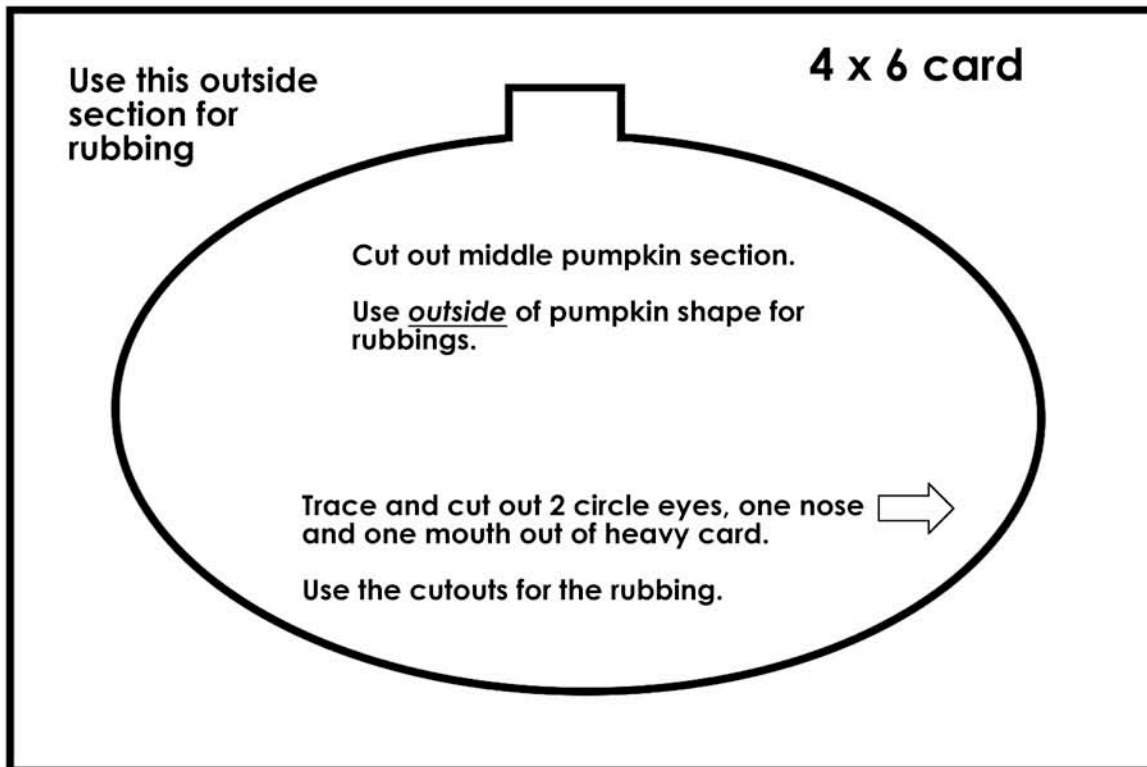 4 x 6 card
Use this outside
section for
rubbing
Cut out middle pumpkin section.
Use outside of pumpkin shape for
rubbings.
Trace and cut out 2 circle eyes, one nose
and one mouth out of heavy card.
Use the cutouts for the rubbing.